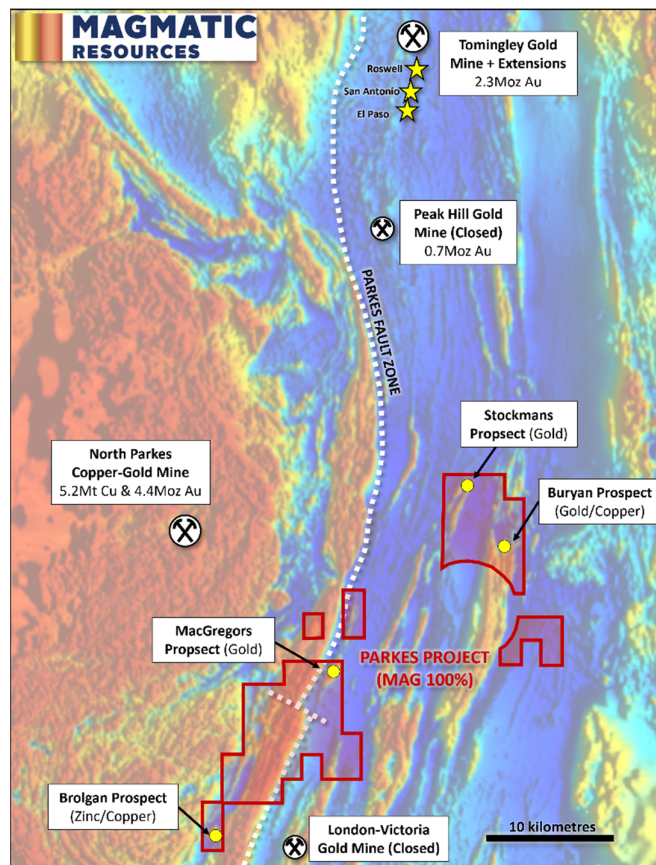 MAGMATIC
RESOURCES
Tomingley Gold
Mine + Extensions
2.3Moz Au
Roswell
San Antonio
El Paso
Peak Hill Gold
Mine (Closed)
0.7Moz Au
PARKES FAULT ZONE
Stockmans
Propsect (Gold)
North Parkes
Copper-Gold Mine
5.2Mt Cu & 4.4Moz Au
Buryan Prospect
(Gold/Copper)
MacGregors
Propsect (Gold)
PARKES PROJECT
(MAG 100%)
Brolgan Prospect
(Zinc/Copper)
London-Victoria
Gold Mine (Closed)
10 kilometres